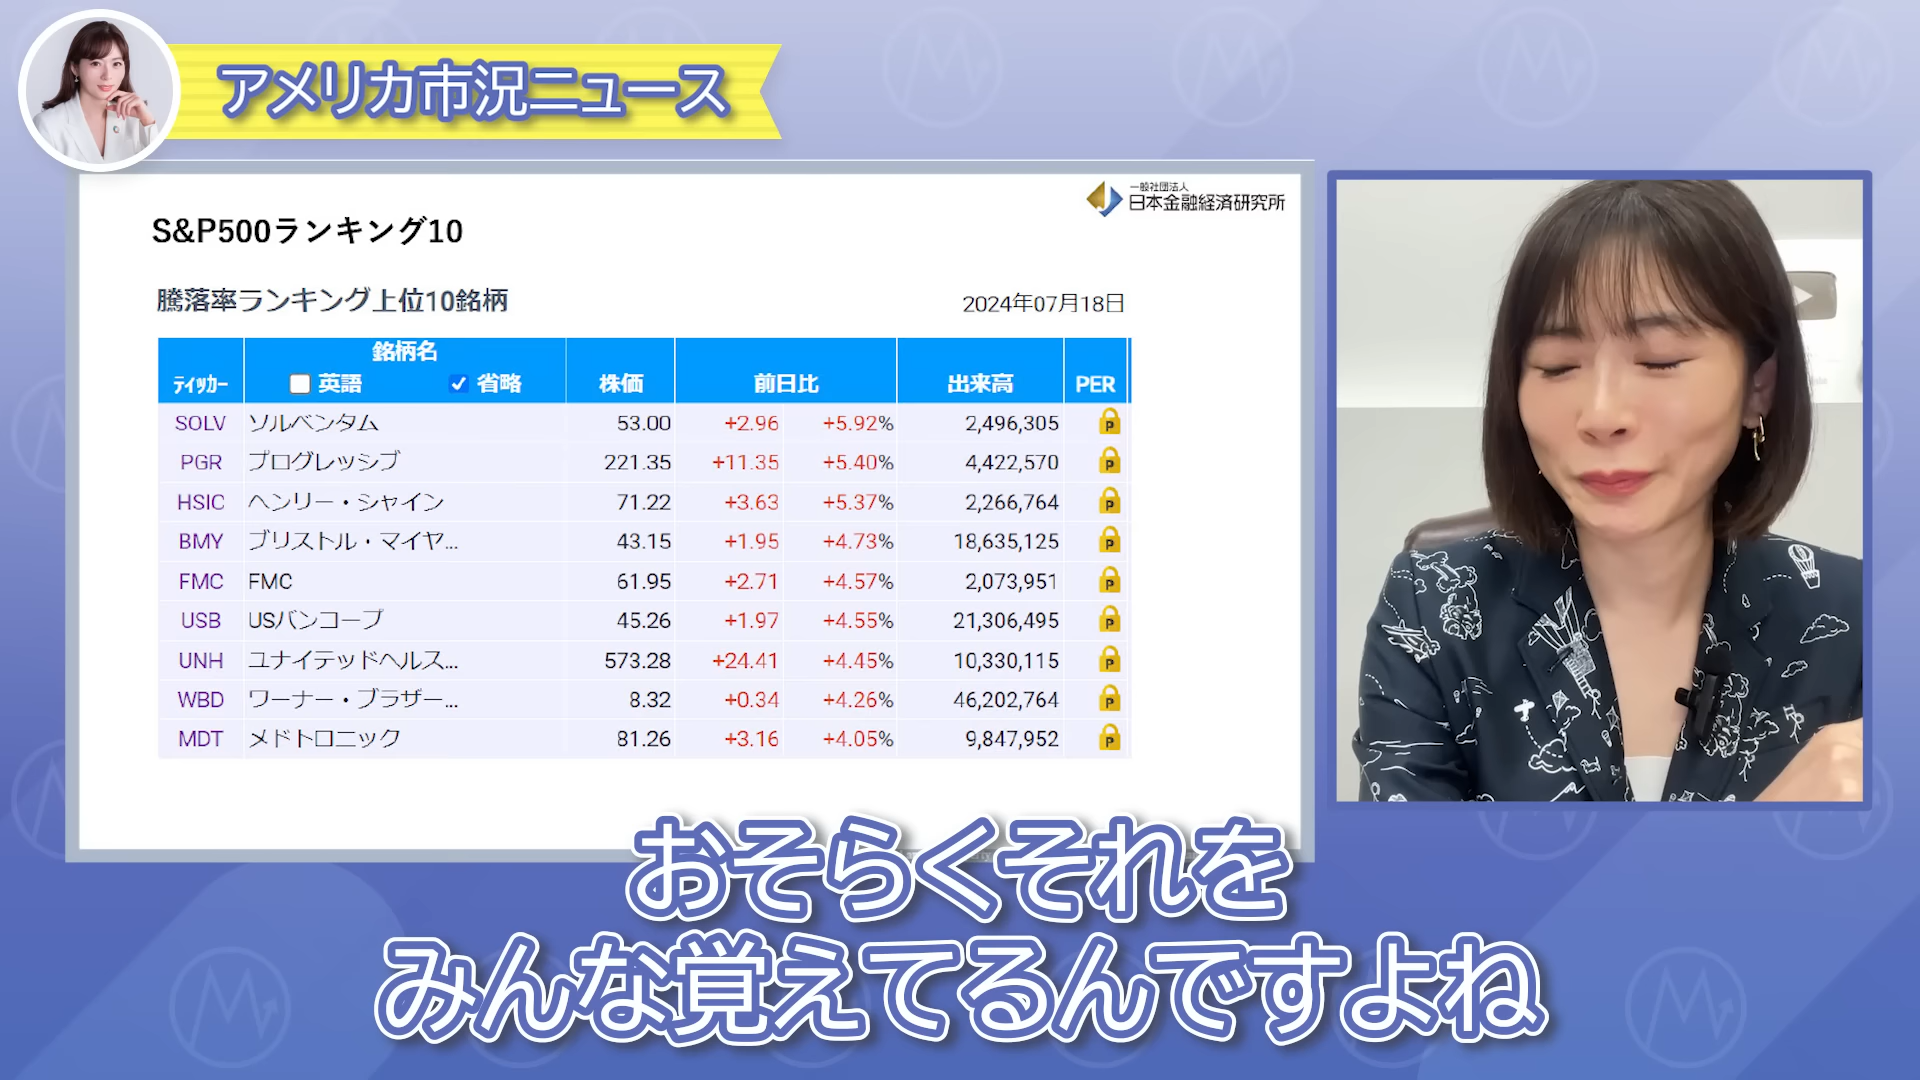 アメリカ市況ニュース
一般社団法人
日本金融経済研究所
S&P500ランキング10
騰落率ランキング上位10銘柄
2024年07月18日
銘柄名
ティッカー 英語 省略 株価 前日比 出来高 PER
SOLV ソルベンタム 53.00 +2.96 +5.92% 2,496,305 P
PGR プログレッシブ 221.35 +11.35 +5.40% 4,422,570 P
HSIC ヘンリー・シャイン 71.22 +3.63 +5.37% 2,266,764 P
BMY ブリストル・マイヤ... 43.15 +1.95 +4.73% 18,635,125 P
FMC FMC 61.95 +2.71 +4.57% 2,073,951 P
USB USバンコープ 45.26 +1.97 +4.55% 21,306,495 P
UNH ユナイテッドヘルス... 573.28 +24.41 +4.45% 10,330,115 P
WBD ワーナー・ブラザー... 8.32 +0.34 +4.26% 46,202,764 P
MDT メドトロニック 81.26 +3.16 +4.05% 9,847,952 P
おそらくそれを
みんな覚えてるんですよね